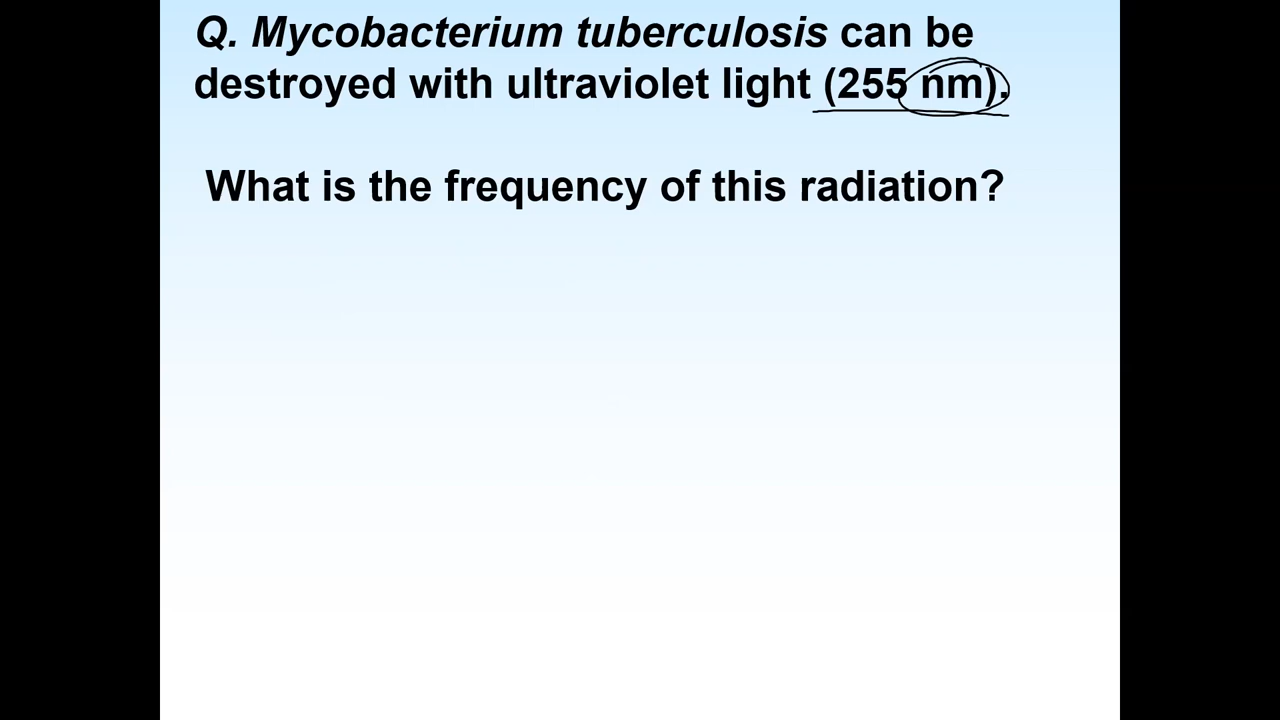 Q. Mycobacterium tuberculosis can be
destroyed with ultraviolet light (255 nm).
What is the frequency of this radiation?